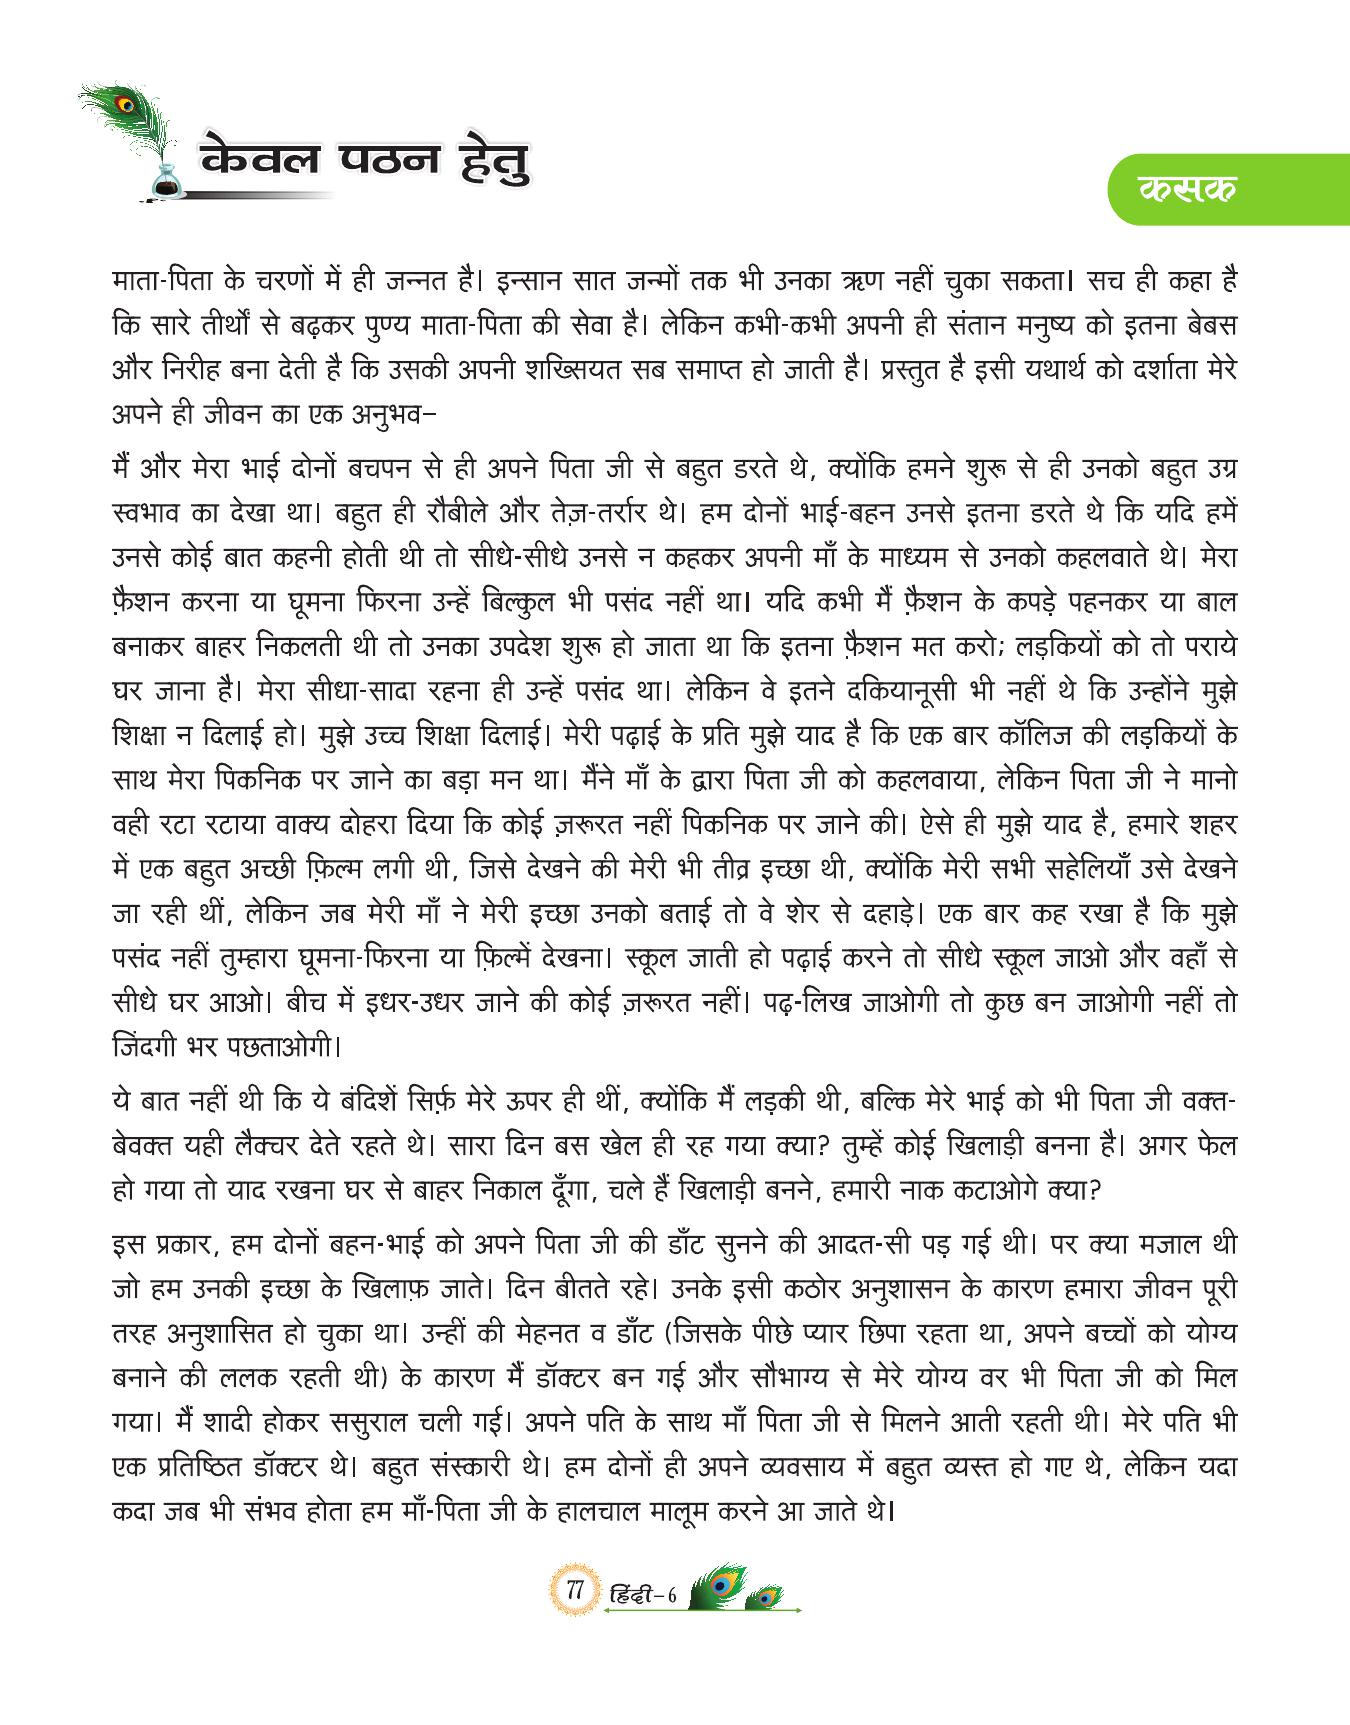 केवल पठन हेतु
कसक
माता-पिता के चरणों में ही जन्नत है। इन्सान सात जन्मों तक भी उनका ऋण नहीं चुका सकता। सच ही कहा है
कि सारे तीर्थों से बढ़कर पुण्य माता-पिता की सेवा है। लेकिन कभी-कभी अपनी ही संतान मनुष्य को इतना बेबस
और निरीह बना देती है कि उसकी अपनी शख्सियत सब समाप्त हो जाती है। प्रस्तुत है इसी यथार्थ को दर्शाता मेरे
अपने ही जीवन का एक अनुभव–
मैं और मेरा भाई दोनों बचपन से ही अपने पिता जी से बहुत डरते थे, क्योंकि हमने शुरू से ही उनको बहुत उग्र
स्वभाव का देखा था। बहुत ही रौबीले और तेज़-तर्रार थे। हम दोनों भाई-बहन उनसे इतना डरते थे कि यदि हमें
उनसे कोई बात कहनी होती थी तो सीधे-सीधे उनसे न कहकर अपनी माँ के माध्यम से उनको कहलवाते थे। मेरा
फ़ैशन करना या घूमना फिरना उन्हें बिल्कुल भी पसंद नहीं था। यदि कभी मैं फ़ैशन के कपड़े पहनकर या बाल
बनाकर बाहर निकलती थी तो उनका उपदेश शुरू हो जाता था कि इतना फ़ैशन मत करो; लड़कियों को तो पराये
घर जाना है। मेरा सीधा-सादा रहना ही उन्हें पसंद था। लेकिन वे इतने दकियानूसी भी नहीं थे कि उन्होंने मुझे
शिक्षा न दिलाई हो। मुझे उच्च शिक्षा दिलाई। मेरी पढ़ाई के प्रति मुझे याद है कि एक बार कॉलिज की लड़कियों के
साथ मेरा पिकनिक पर जाने का बड़ा मन था। मैंने माँ के द्वारा पिता जी को कहलवाया, लेकिन पिता जी ने मानो
वही रटा रटाया वाक्य दोहरा दिया कि कोई ज़रूरत नहीं पिकनिक पर जाने की। ऐसे ही मुझे याद है, हमारे शहर
में एक बहुत अच्छी फ़िल्म लगी थी, जिसे देखने की मेरी भी तीव्र इच्छा थी, क्योंकि मेरी सभी सहेलियाँ उसे देखने
जा रही थीं, लेकिन जब मेरी माँ ने मेरी इच्छा उनको बताई तो वे शेर से दहाड़े। एक बार कह रखा है कि मुझे
पसंद नहीं तुम्हारा घूमना-फिरना या फ़िल्में देखना। स्कूल जाती हो पढ़ाई करने तो सीधे स्कूल जाओ और वहाँ से
सीधे घर आओ। बीच में इधर-उधर जाने की कोई ज़रूरत नहीं। पढ़-लिख जाओगी तो कुछ बन जाओगी नहीं तो
जिंदगी भर पछताओगी।
ये बात नहीं थी कि ये बंदिशें सिर्फ़ मेरे ऊपर ही थीं, क्योंकि मैं लड़की थी, बल्कि मेरे भाई को भी पिता जी वक्त-
बेवक्त यही लैक्चर देते रहते थे। सारा दिन बस खेल ही रह गया क्या? तुम्हें कोई खिलाड़ी बनना है। अगर फेल
हो गया तो याद रखना घर से बाहर निकाल दूँगा, चले हैं खिलाड़ी बनने, हमारी नाक कटाओगे क्या?
इस प्रकार, हम दोनों बहन-भाई को अपने पिता जी की डाँट सुनने की आदत-सी पड़ गई थी। पर क्या मजाल थी
जो हम उनकी इच्छा के खिलाफ़ जाते। दिन बीतते रहे। उनके इसी कठोर अनुशासन के कारण हमारा जीवन पूरी
तरह अनुशासित हो चुका था। उन्हीं की मेहनत व डाँट (जिसके पीछे प्यार छिपा रहता था, अपने बच्चों को योग्य
बनाने की ललक रहती थी) के कारण मैं डॉक्टर बन गई और सौभाग्य से मेरे योग्य वर भी पिता जी को मिल
गया। मैं शादी होकर ससुराल चली गई। अपने पति के साथ माँ पिता जी से मिलने आती रहती थी। मेरे पति भी
एक प्रतिष्ठित डॉक्टर थे। बहुत संस्कारी थे। हम दोनों ही अपने व्यवसाय में बहुत व्यस्त हो गए थे, लेकिन यदा
कदा जब भी संभव होता हम माँ-पिता जी के हालचाल मालूम करने आ जाते थे।
77 हिंदी–6